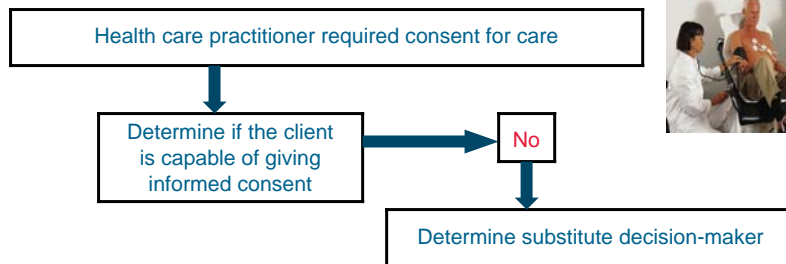 Health care practitioner required consent for care
Determine if the client
is capable of giving
informed consent
No
Determine substitute decision-maker